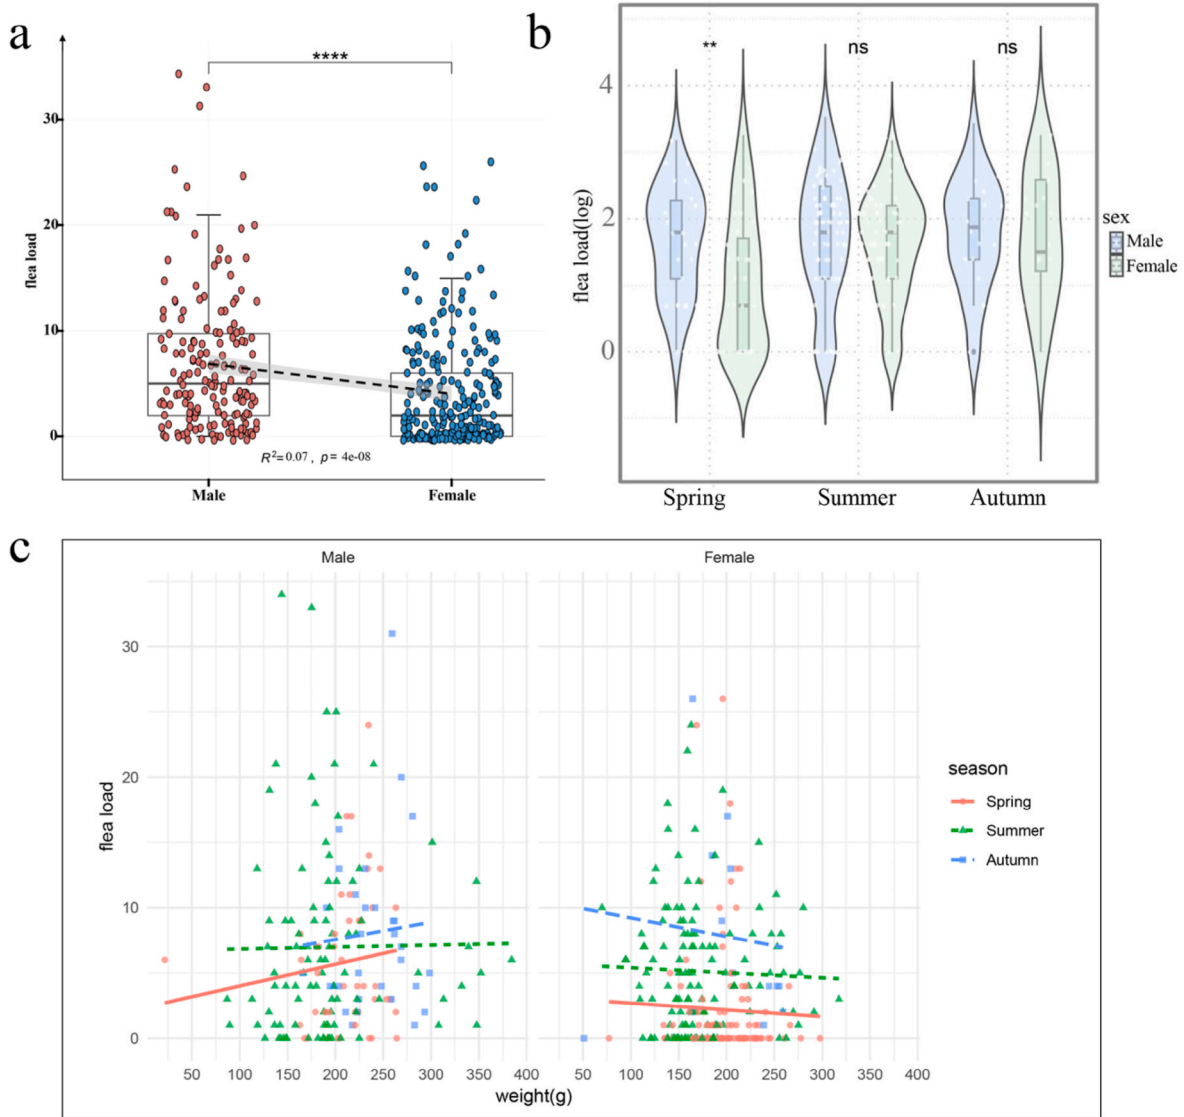 a
flea load
30
20
10
0
****
R²=0.07 , p = 4e-08
Male
Female
b
flea load(log)
4
2
0
**
ns
ns
Spring
Summer
Autumn
sex
Male
Female
c
Male
Female
flea load
30
20
10
0
50 100 150 200 250 300 350 400
50 100 150 200 250 300 350 400
weight(g)
season
Spring
Summer
Autumn